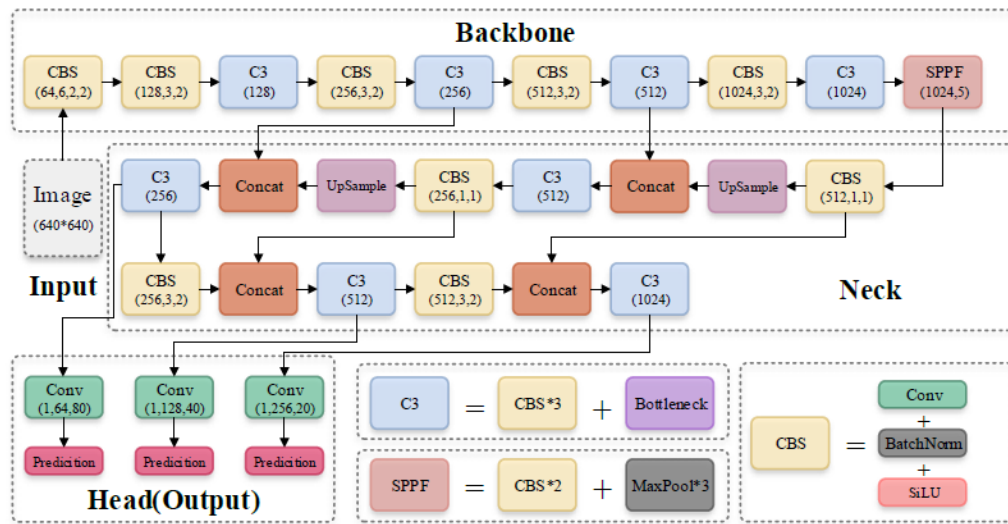 Backbone
CBS
(64,6,2,2)
CBS
(128,3,2)
C3
(128)
CBS
(256,3,2)
C3
(256)
CBS
(512,3,2)
C3
(512)
CBS
(1024,3,2)
C3
(1024)
SPPF
(1024,5)
Image
(640*640)
Input
C3
(256)
Concat
UpSample
CBS
(256,1,1)
C3
(512)
Concat
UpSample
CBS
(512,1,1)
CBS
(256,3,2)
Concat
C3
(512)
CBS
(512,3,2)
Concat
C3
(1024)
Neck
Conv
(1,64,80)
Conv
(1,128,40)
Conv
(1,256,20)
Predicition
Predicition
Predicition
Head(Output)
C3
=
CBS*3
+
Bottleneck
SPPF
=
CBS*2
+
MaxPool*3
CBS
=
Conv
+
BatchNorm
+
SiLU